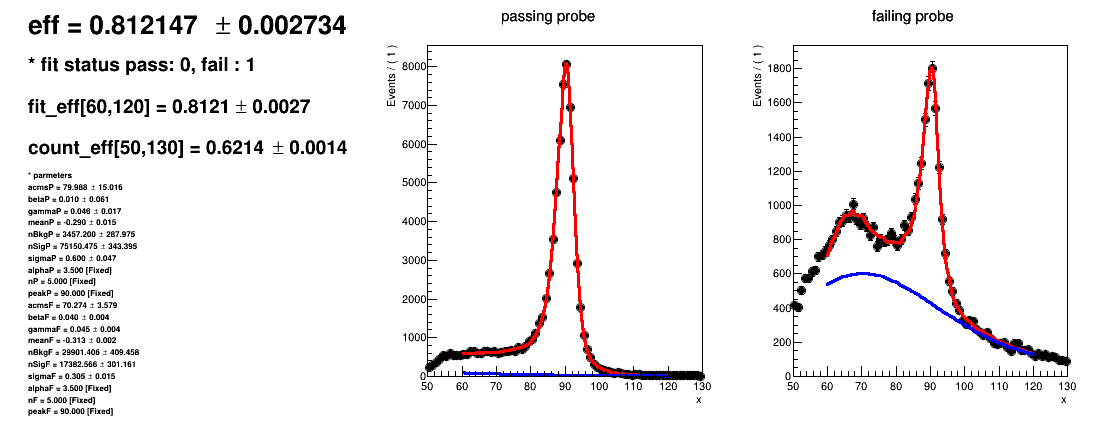 eff = 0.812147 ± 0.002734
* fit status pass: 0, fail : 1
fit_eff[60,120] = 0.8121 ± 0.0027
count_eff[50,130] = 0.6214 ± 0.0014
* parmeters
acmsP = 79.988 ± 15.016
betaP = 0.010 ± 0.061
gammaP = 0.046 ± 0.017
meanP = -0.290 ± 0.015
nBkgP = 3457.200 ± 287.975
nSigP = 75150.475 ± 343.395
sigmaP = 0.600 ± 0.047
alphaP = 3.500 [Fixed]
nP = 5.000 [Fixed]
peakP = 90.000 [Fixed]
acmsF = 70.274 ± 3.579
betaF = 0.040 ± 0.004
gammaF = 0.045 ± 0.004
meanF = -0.313 ± 0.002
nBkgF = 29901.406 ± 409.458
nSigF = 17382.566 ± 301.161
sigmaF = 0.305 ± 0.015
alphaF = 3.500 [Fixed]
nF = 5.000 [Fixed]
peakF = 90.000 [Fixed]
passing probe
Events / ( 1 )
8000
7000
6000
5000
4000
3000
2000
1000
0
50 60 70 80 90 100 110 120 130
x
failing probe
Events / ( 1 )
1800
1600
1400
1200
1000
800
600
400
200
0
50 60 70 80 90 100 110 120 130
x